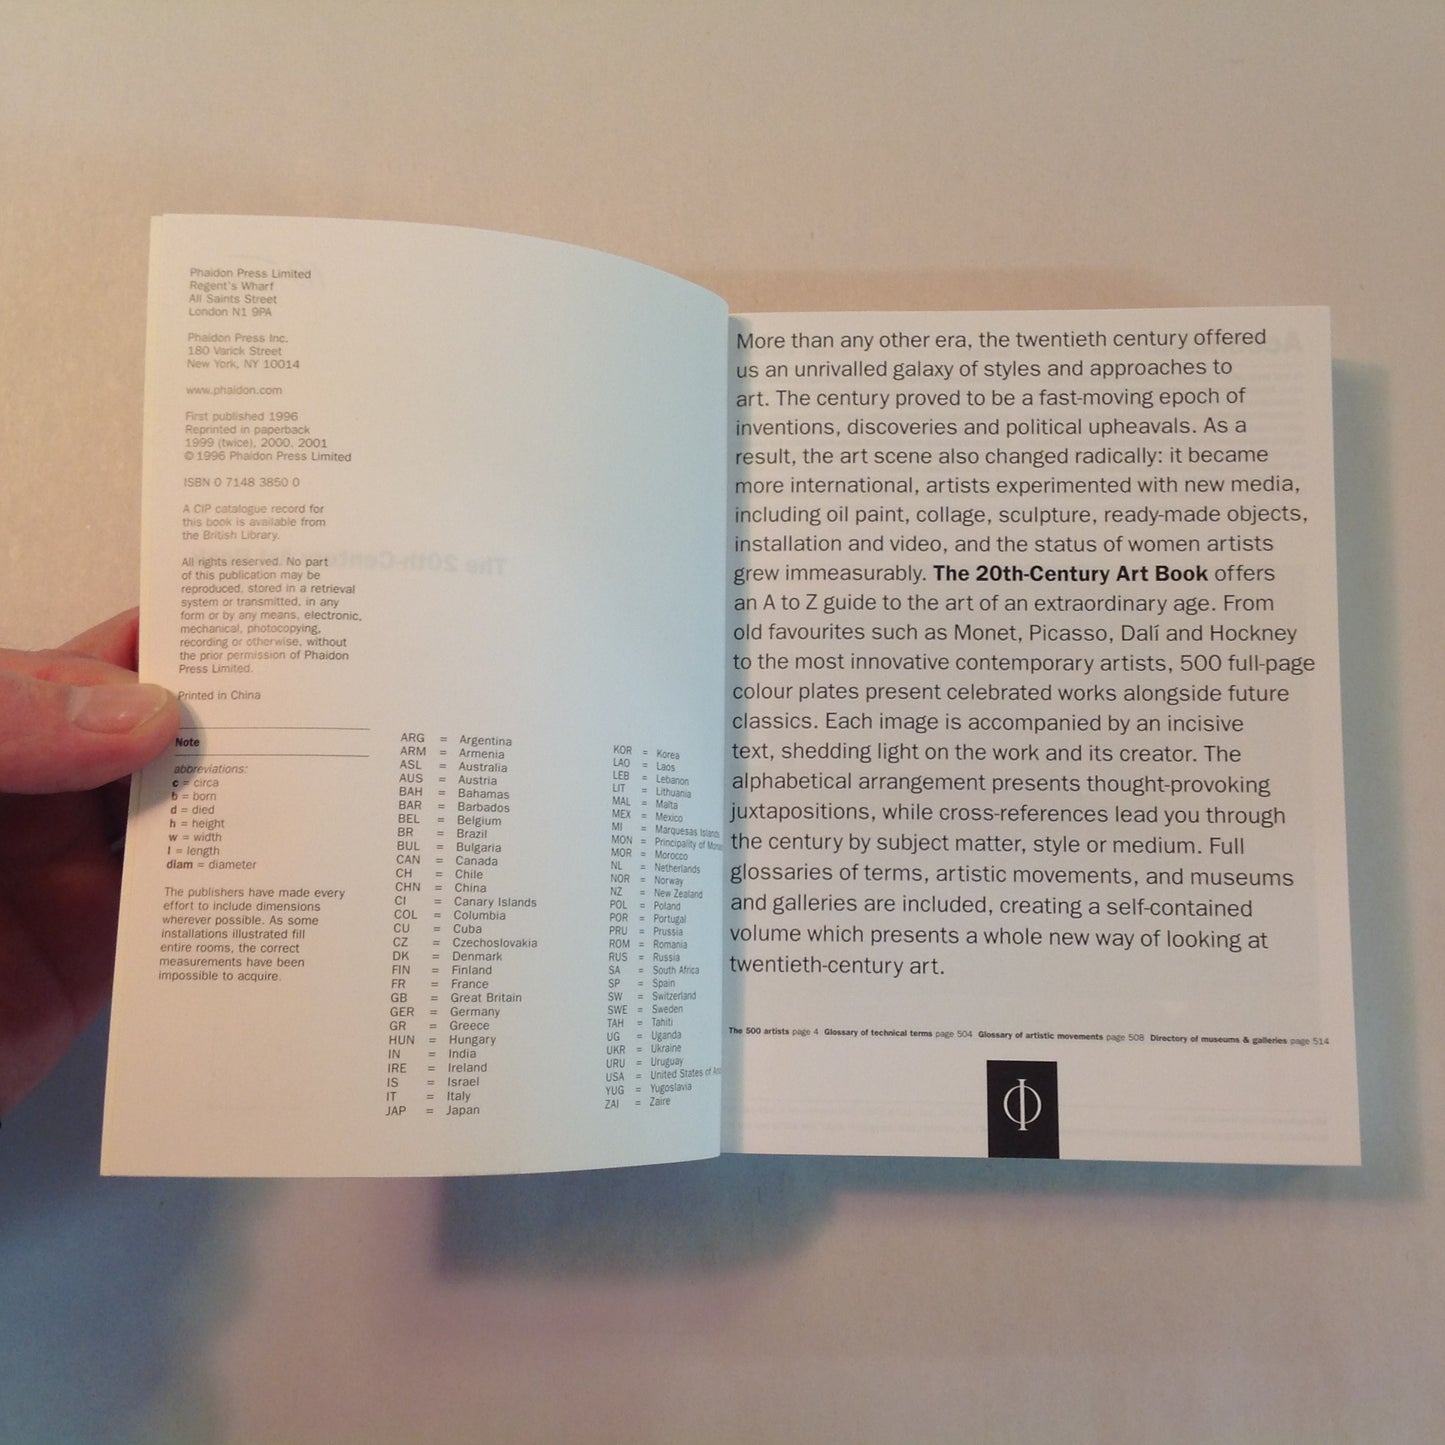 Phaidon Press Limited
Regent's Wharf
All Saints Street
London N1 9PA
Phaidon Press Inc.
180 Varick Street
New York, NY 10014
www.phaidon.com
First published 1996
Reprinted in paperback
1999 (twice), 2000, 2001
© 1996 Phaidon Press Limited
ISBN 0 7148 3850 0
A CIP catalogue record for
this book is available from
the British Library.
All rights reserved. No part
of this publication may be
reproduced, stored in a retrieval
system or transmitted, in any
form or by any means, electronic,
mechanical, photocopying,
recording or otherwise, without
the prior permission of Phaidon
Press Limited.
Printed in China
Note
abbreviations:
c = circa
b = born
d = died
h = height
w = width
l = length
diam = diameter
The publishers have made every
effort to include dimensions
wherever possible. As some
installations illustrated fill
entire rooms, the correct
measurements have been
impossible to acquire.
ARG = Argentina
ARM = Armenia
ASL = Australia
AUS = Austria
BAH = Bahamas
BAR = Barbados
BEL = Belgium
BR = Brazil
BUL = Bulgaria
CAN = Canada
CH = Chile
CHN = China
CI = Canary Islands
COL = Columbia
CU = Cuba
CZ = Czechoslovakia
DK = Denmark
FIN = Finland
FR = France
GB = Great Britain
GER = Germany
GR = Greece
HUN = Hungary
IN = India
IRE = Ireland
IS = Israel
IT = Italy
JAP = Japan
KOR = Korea
LAO = Laos
LEB = Lebanon
LIT = Lithuania
MAL = Malta
MEX = Mexico
MI = Marquesas Islands
MON = Principality of
MOR = Morocco
NL = Netherlands
NOR = Norway
NZ = New Zealand
POL = Poland
POR = Portugal
PRU = Prussia
ROM = Romania
RUS = Russia
SA = South Africa
SP = Spain
SW = Switzerland
SWE = Sweden
TAH = Tahiti
UG = Uganda
UKR = Ukraine
URU = Uruguay
USA = United States of
YUG = Yugoslavia
ZAI = Zaire
More than any other era, the twentieth century offered
us an unrivalled galaxy of styles and approaches to
art. The century proved to be a fast-moving epoch of
inventions, discoveries and political upheavals. As a
result, the art scene also changed radically: it became
more international, artists experimented with new media,
including oil paint, collage, sculpture, ready-made objects,
installation and video, and the status of women artists
grew immeasurably. The 20th-Century Art Book offers
an A to Z guide to the art of an extraordinary age. From
old favourites such as Monet, Picasso, Dalí and Hockney
to the most innovative contemporary artists, 500 full-page
colour plates present celebrated works alongside future
classics. Each image is accompanied by an incisive
text, shedding light on the work and its creator. The
alphabetical arrangement presents thought-provoking
juxtapositions, while cross-references lead you through
the century by subject matter, style or medium. Full
glossaries of terms, artistic movements, and museums
and galleries are included, creating a self-contained
volume which presents a whole new way of looking at
twentieth-century art.
The 500 artists page 4 Glossary of technical terms page 504 Glossary of artistic movements page 508 Directory of museums & galleries page 514